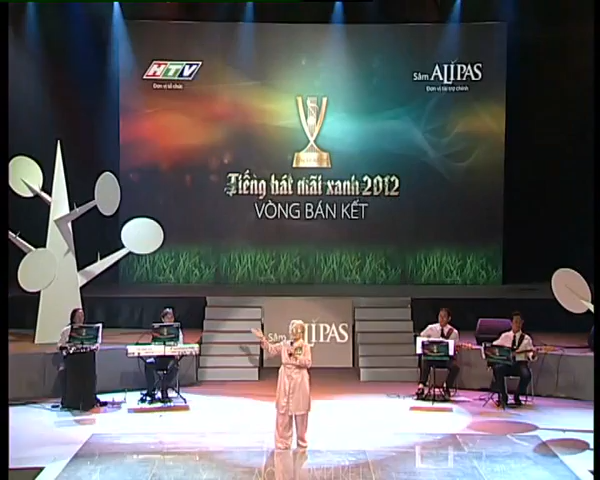 HTV
Đơn vị tổ chức
Sâm ALiPAS
Đơn vị tài trợ chính
Tiếng hát mãi xanh 2012
VÒNG BÁN KẾT
Sâm ALiPAS